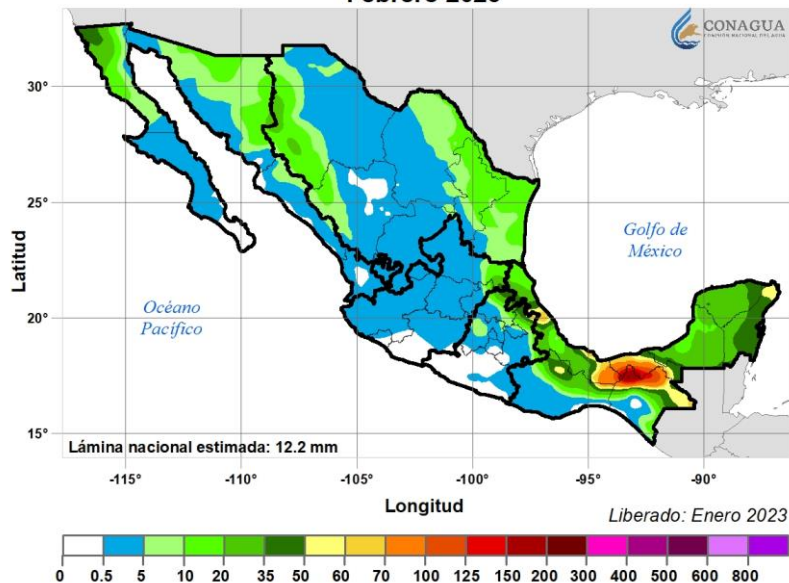 CONAGUA
COMISIÓN NACIONAL DEL AGUA
30°
25°
20°
15°
Latitud
Golfo de
México
Océano
Pacífico
Lámina nacional estimada: 12.2 mm
-115°
-110°
-105°
-100°
-95°
-90°
Longitud
Liberado: Enero 2023
0 0.5 5 10 20 35 50 60 70 100 125 150 200 300 400 500 600 800